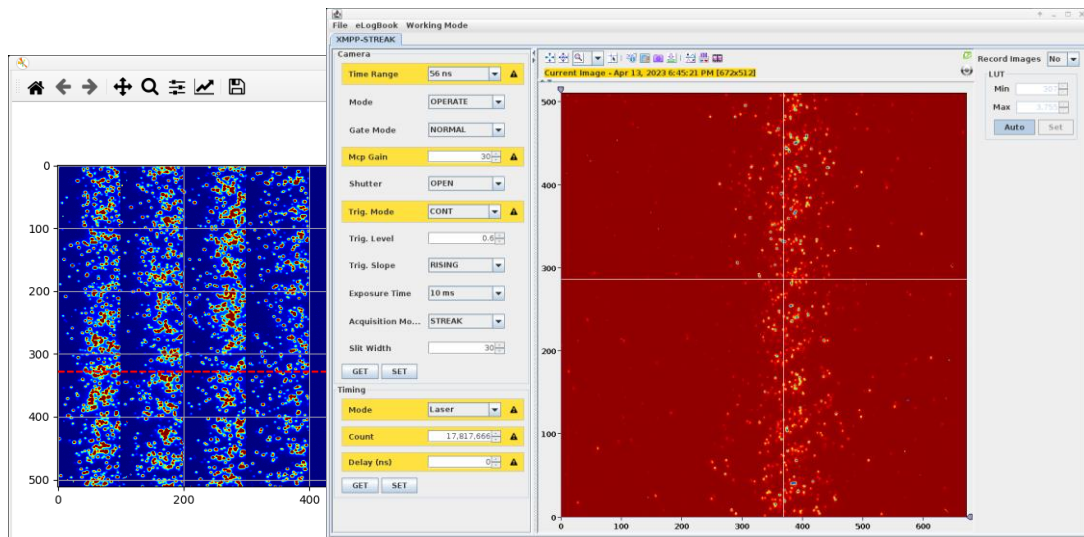 File eLogBook Working Mode
XMPP-STREAK
Camera
Time Range 56 ns
Mode OPERATE
Gate Mode NORMAL
Mcp Gain 30
Shutter OPEN
Trig. Mode CONT
Trig. Level 0.6
Trig. Slope RISING
Exposure Time 10 ms
Acquisition Mo... STREAK
Slit Width 30
GET SET
Timing
Mode Laser
Count 17,817,666
Delay (ns) 0
GET SET
Current Image - Apr 13, 2023 6:45:21 PM [672x512]
500
400
300
200
100
0
0 100 200 300 400 500 600
Record Images No
LUT
Min
Max
Auto Set
0
100
200
300
400
500
0 200 400